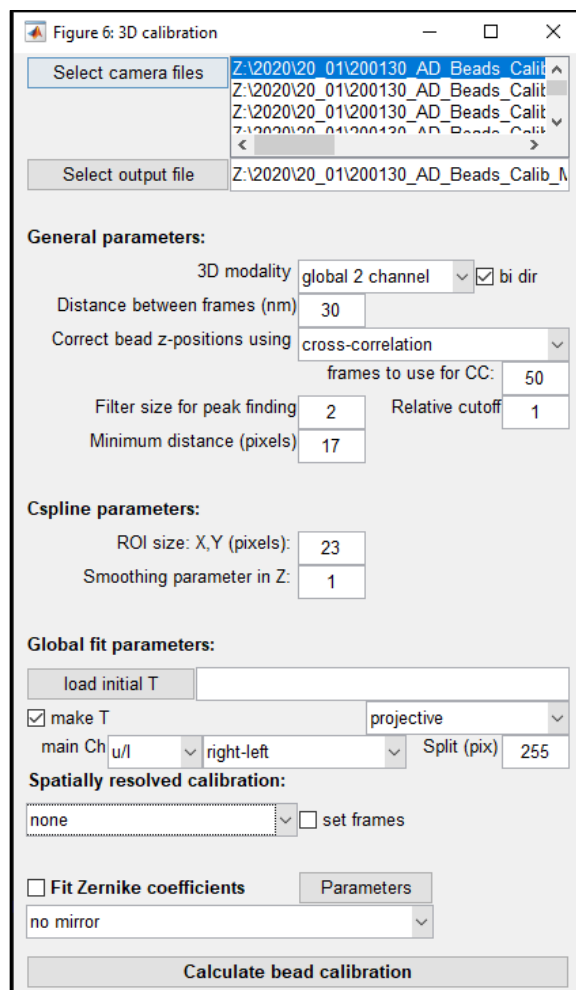 Figure 6: 3D calibration
Select camera files
Z:\2020\20_01\200130_AD_Beads_Calib
Z:\2020\20_01\200130_AD_Beads_Calib
Z:\2020\20_01\200130_AD_Beads_Calib
Z:\2020\20_01\200130_AD_Beads_Calib
Select output file Z:\2020\20_01\200130_AD_Beads_Calib_M
General parameters:
3D modality global 2 channel bi dir
Distance between frames (nm) 30
Correct bead z-positions using cross-correlation
frames to use for CC: 50
Filter size for peak finding 2 Relative cutoff 1
Minimum distance (pixels) 17
Cspline parameters:
ROI size: X,Y (pixels): 23
Smoothing parameter in Z: 1
Global fit parameters:
load initial T
make T projective
main Ch u/l right-left Split (pix) 255
Spatially resolved calibration:
none set frames
Fit Zernike coefficients Parameters
no mirror
Calculate bead calibration